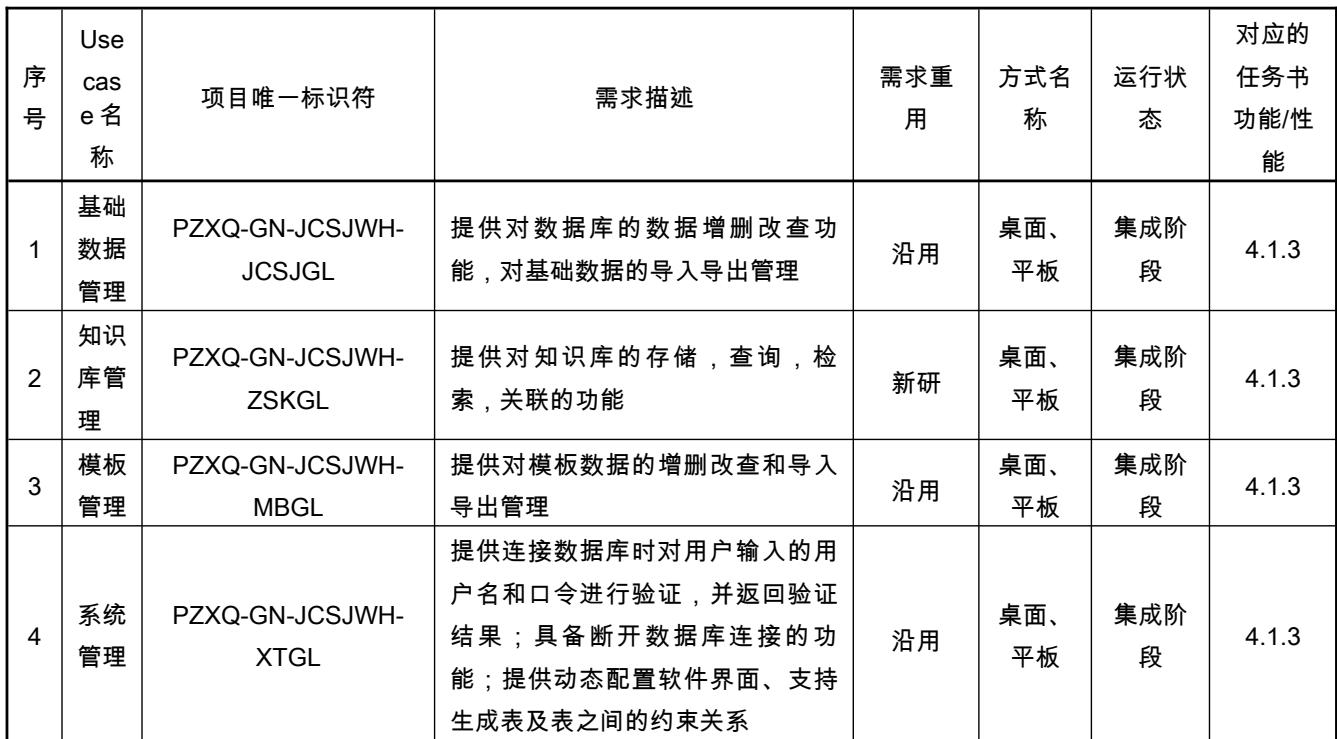 序号
Use case 名称
项目唯一标识符
需求描述
需求重用
方式名称
运行状态
对应的任务书功能/性能
1
基础数据管理
PZXQ-GN-JCSJWH-
JCSJGL
提供对数据库的数据增删改查功
能，对基础数据的导入导出管理
沿用
桌面、
平板
集成阶
段
4.1.3
2
知识
库管
理
PZXQ-GN-JCSJWH-
ZSKGL
提供对知识库的存储，查询，检
索，关联的功能
新研
桌面、
平板
集成阶
段
4.1.3
3
模板
管理
PZXQ-GN-JCSJWH-
MBGL
提供对模板数据的增删改查和导入
导出管理
沿用
桌面、
平板
集成阶
段
4.1.3
4
系统
管理
PZXQ-GN-JCSJWH-
XTGL
提供连接数据库时对用户输入的用
户名和口令进行验证，并返回验证
结果；具备断开数据库连接的功
能；提供动态配置软件界面、支持
生成表及表之间的约束关系
沿用
桌面、
平板
集成阶
段
4.1.3